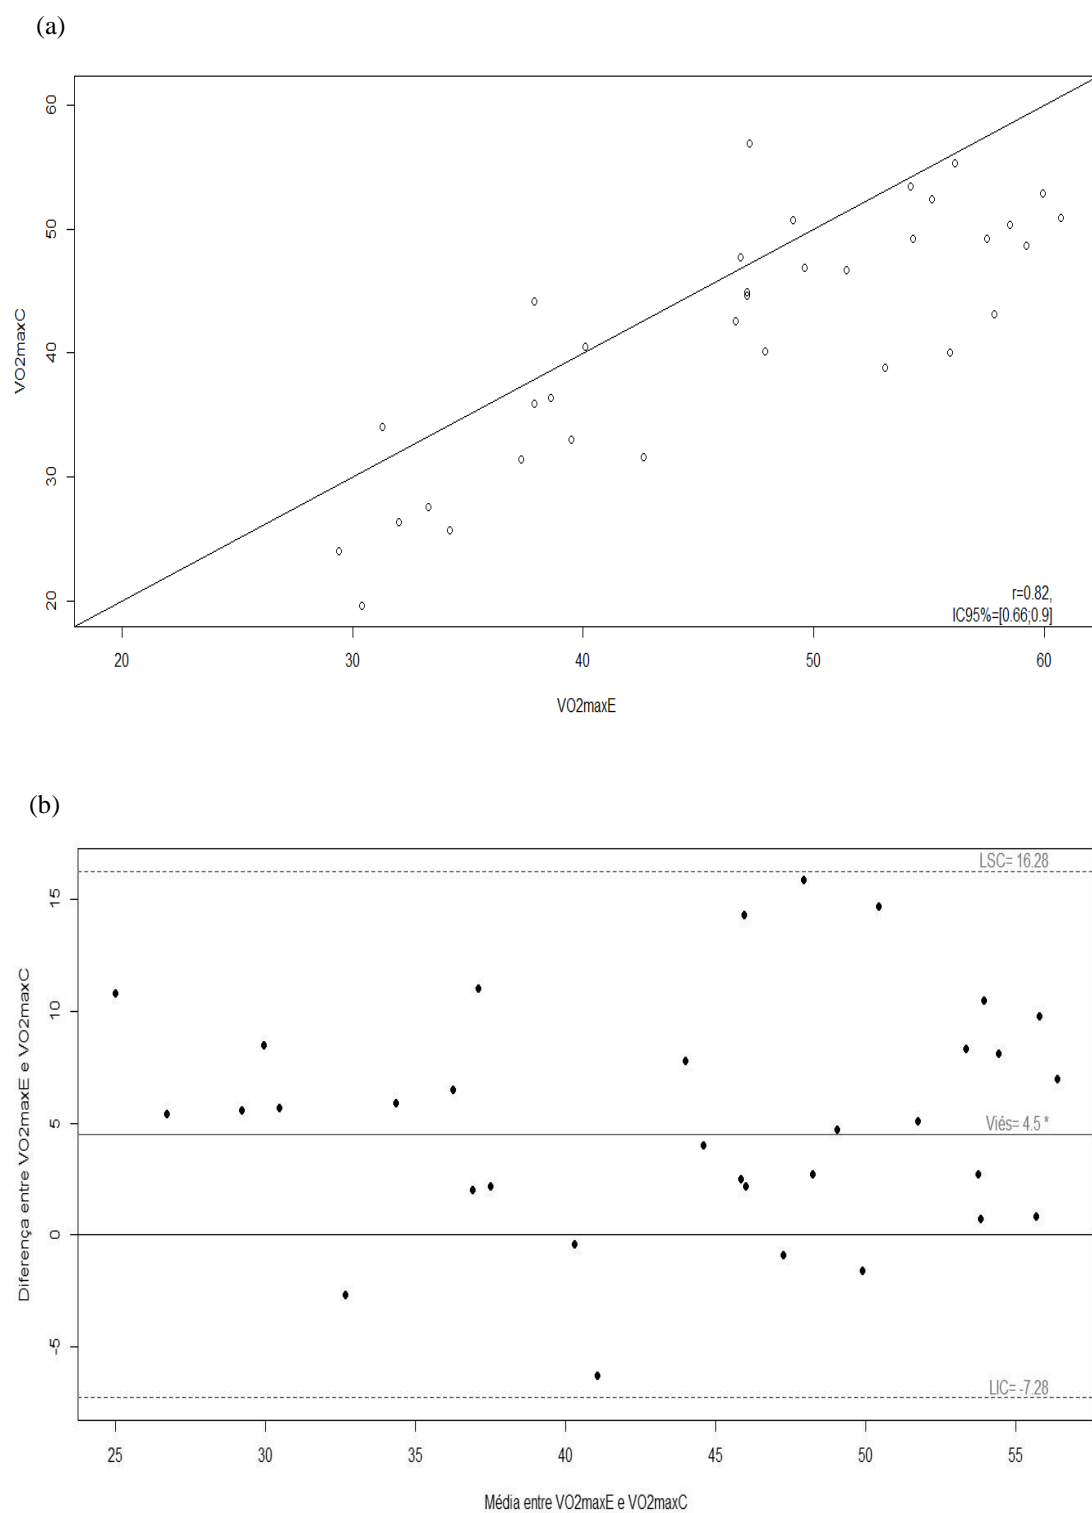 (a)
60
50
40
30
20
VO2maxC
r=0.82,
IC95%=[0.66;0.9]
20 30 40 50 60
VO2maxE
(b)
LSC= 16.28
15
10
5
0
-5
Diferença entre VO2maxE e VO2maxC
Viés= 4.5 *
LIC= -7.28
25 30 35 40 45 50 55
Média entre VO2maxE e VO2maxC